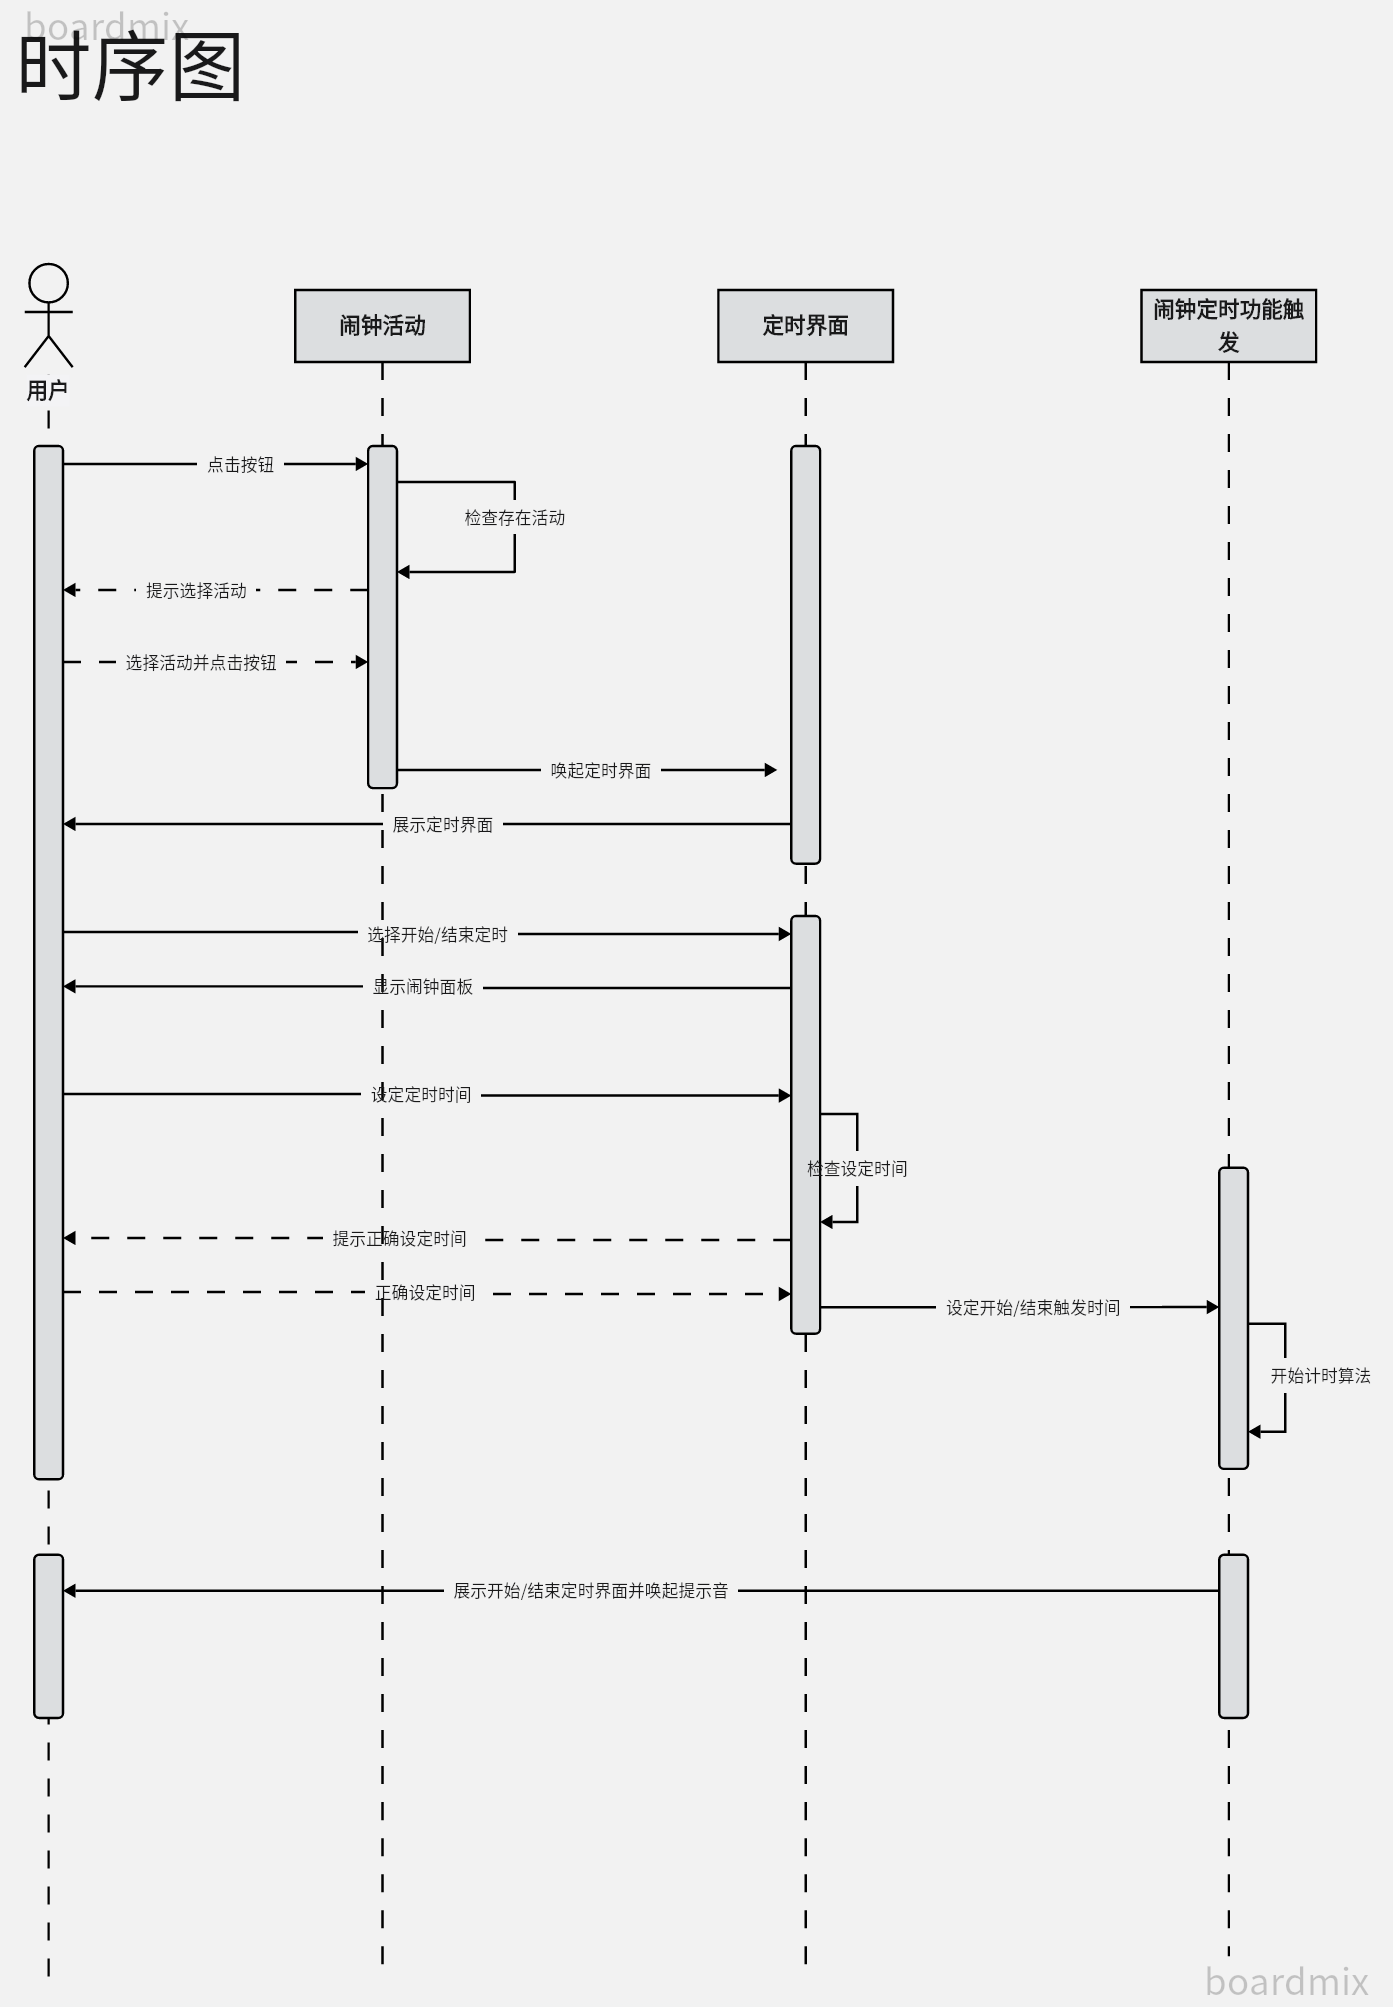 boardmix
时序图
用户
闹钟活动
定时界面
闹钟定时功能触
发
点击按钮
检查存在活动
提示选择活动
选择活动并点击按钮
唤起定时界面
展示定时界面
选择开始/结束定时
显示闹钟面板
设定定时时间
检查设定时间
提示正确设定时间
正确设定时间
设定开始/结束触发时间
开始计时算法
展示开始/结束定时界面并唤起提示音
boardmix